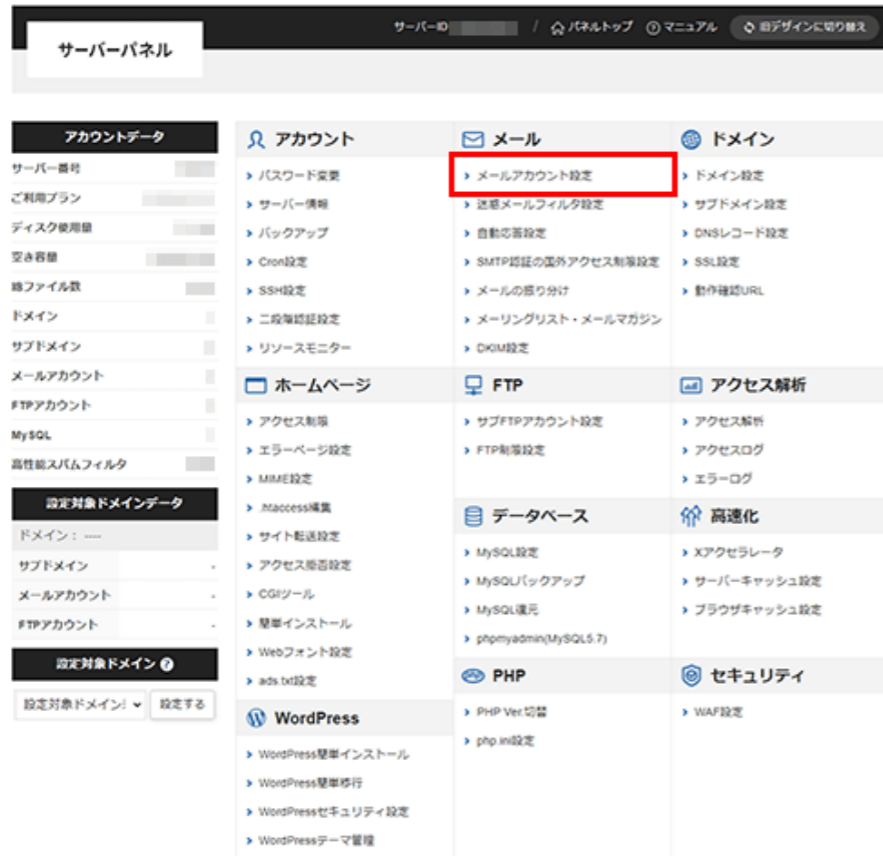 サーバーパネル
サーバーID
/
パネルトップ
マニュアル
旧デザインに切り替え
アカウントデータ
サーバー番号
ご利用プラン
ディスク使用量
空き容量
総ファイル数
ドメイン
サブドメイン
メールアカウント
FTPアカウント
MySQL
高性能スパムフィルタ
設定対象ドメインデータ
ドメイン： ----
サブドメイン -
メールアカウント -
FTPアカウント -
設定対象ドメイン ?
設定対象ドメイン:
設定する
アカウント
パスワード変更
サーバー情報
バックアップ
Cron設定
SSH設定
二段階認証設定
リソースモニター
メール
メールアカウント設定
迷惑メールフィルタ設定
自動応答設定
SMTP認証の国外アクセス制限設定
メールの振り分け
メーリングリスト・メールマガジン
DKIM設定
ドメイン
ドメイン設定
サブドメイン設定
DNSレコード設定
SSL設定
動作確認URL
ホームページ
アクセス制限
エラーページ設定
MIME設定
.htaccess編集
サイト転送設定
アクセス拒否設定
CGIツール
簡単インストール
Webフォント設定
ads.txt設定
FTP
サブFTPアカウント設定
FTP制限設定
アクセス解析
アクセス解析
アクセスログ
エラーログ
データベース
MySQL設定
MySQLバックアップ
MySQL復元
phpmyadmin(MySQL5.7)
高速化
Xアクセラレータ
サーバーキャッシュ設定
ブラウザキャッシュ設定
PHP
PHP Ver.切替
php.ini設定
セキュリティ
WAF設定
WordPress
WordPress簡単インストール
WordPress簡単移行
WordPressセキュリティ設定
WordPressテーマ管理